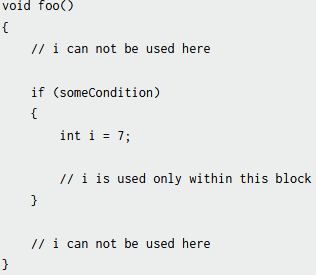 void foo()
{
    // i can not be used here

    if (someCondition)
    {
        int i = 7;

        // i is used only within this block
    }

    // i can not be used here
}